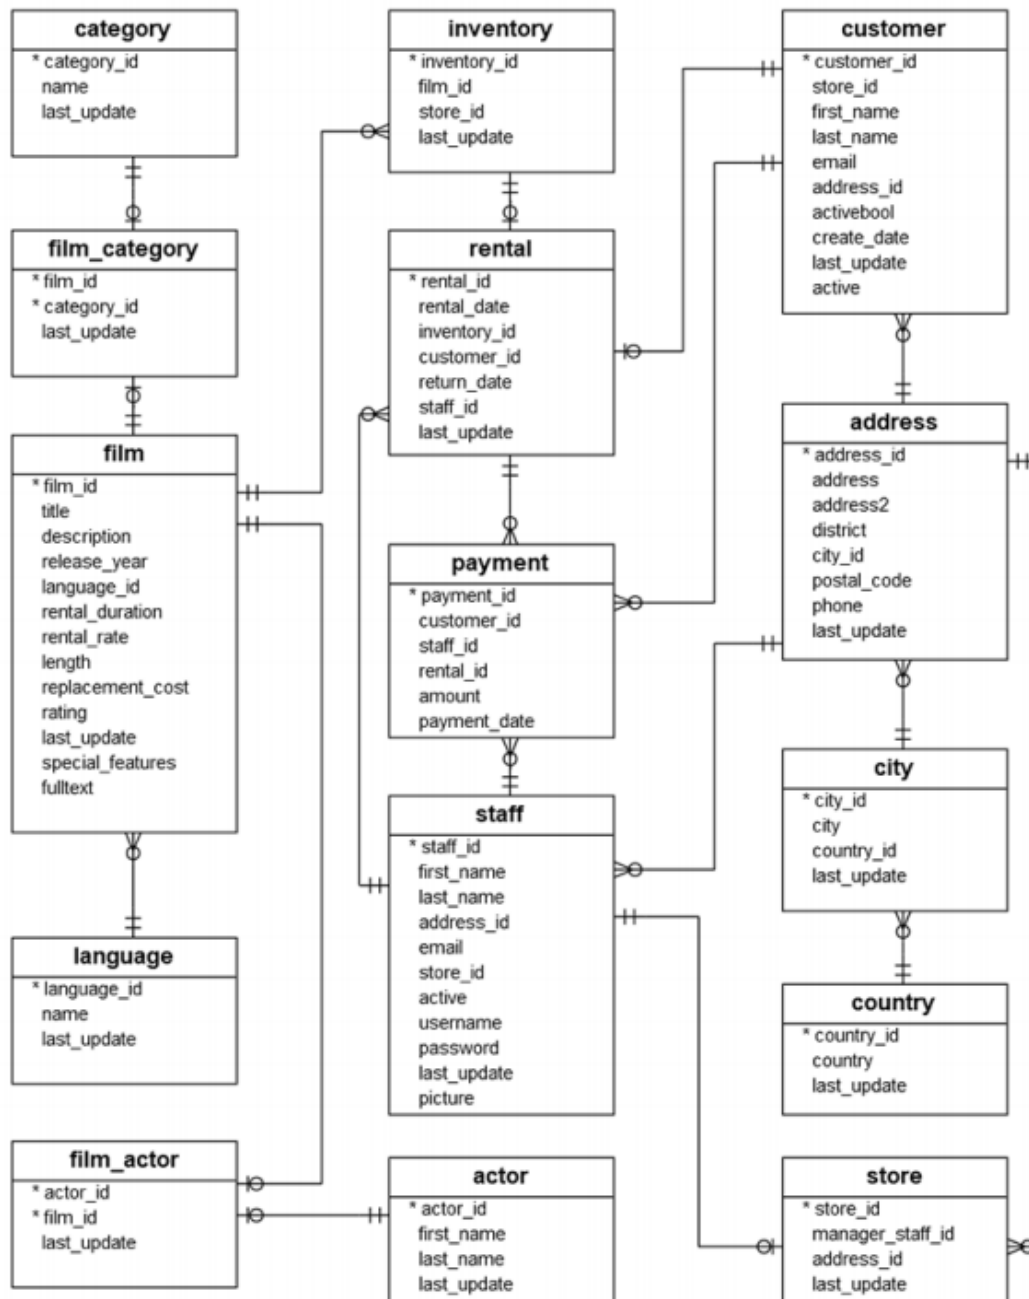 category
* category_id
name
last_update
film_category
* film_id
* category_id
last_update
film
* film_id
title
description
release_year
language_id
rental_duration
rental_rate
length
replacement_cost
rating
last_update
special_features
fulltext
language
* language_id
name
last_update
film_actor
* actor_id
* film_id
last_update
inventory
* inventory_id
film_id
store_id
last_update
rental
* rental_id
rental_date
inventory_id
customer_id
return_date
staff_id
last_update
payment
* payment_id
customer_id
staff_id
rental_id
amount
payment_date
staff
* staff_id
first_name
last_name
address_id
email
store_id
active
username
password
last_update
picture
actor
* actor_id
first_name
last_name
last_update
customer
* customer_id
store_id
first_name
last_name
email
address_id
activebool
create_date
last_update
active
address
* address_id
address
address2
district
city_id
postal_code
phone
last_update
city
* city_id
city
country_id
last_update
country
* country_id
country
last_update
store
* store_id
manager_staff_id
address_id
last_update